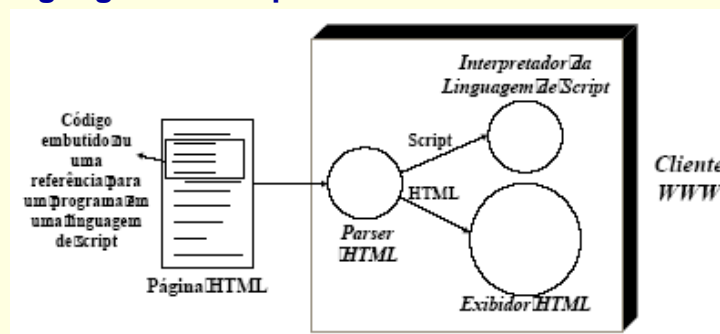 Código
embutido ou
uma
referência para
um programa em
uma linguagem
de Script
Página HTML
Interpretador da
Linguagem de Script
Script
HTML
Parser
HTML
Exibidor HTML
Cliente
WWW